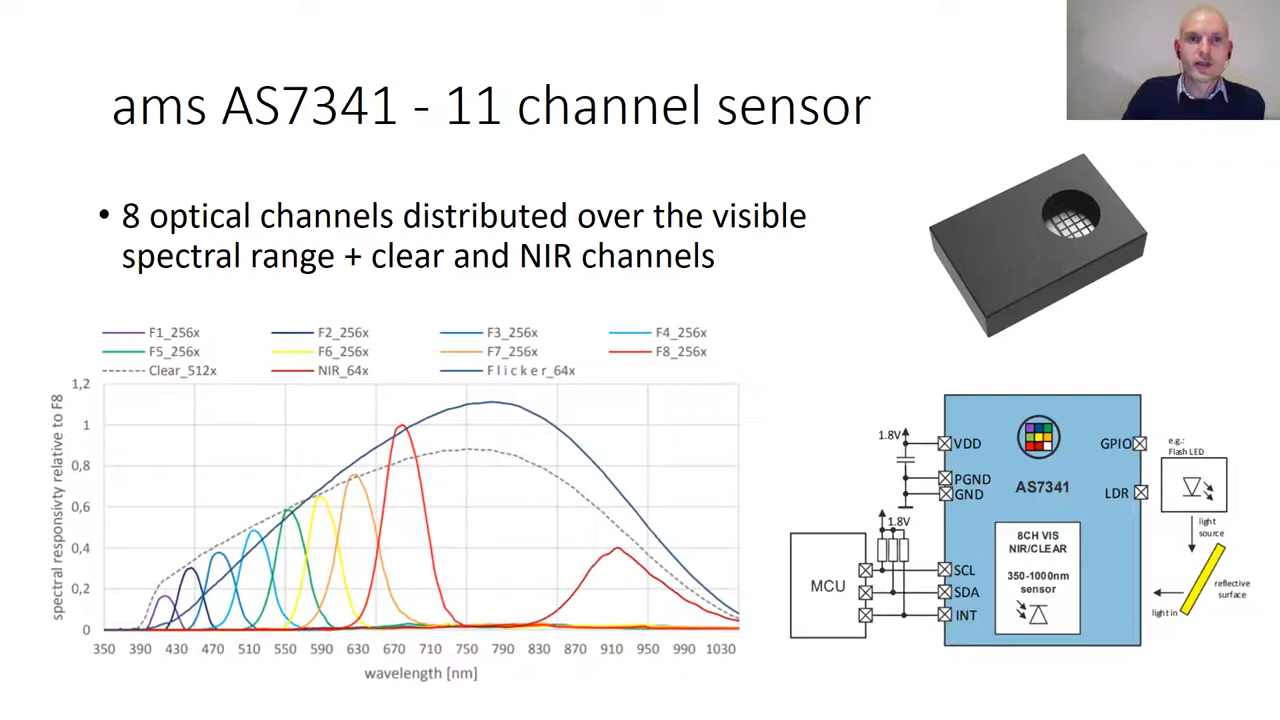 ams AS7341 - 11 channel sensor
• 8 optical channels distributed over the visible
spectral range + clear and NIR channels
F1_256x F2_256x F3_256x F4_256x
F5_256x F6_256x F7_256x F8_256x
Clear_512x NIR_64x Flicker_64x
spectral responsivity relative to F8
1,2
1
0,8
0,6
0,4
0,2
0
350 390 430 470 510 550 590 630 670 710 750 790 830 870 910 950 990 1030
wavelength [nm]
1.8V
VDD
PGND
GND
1.8V
MCU
SCL
SDA
INT
AS7341
8CH VIS
NIR/CLEAR
350-1000nm
sensor
GPIO
LDR
e.g.:
Flash LED
light
source
reflective
surface
light in